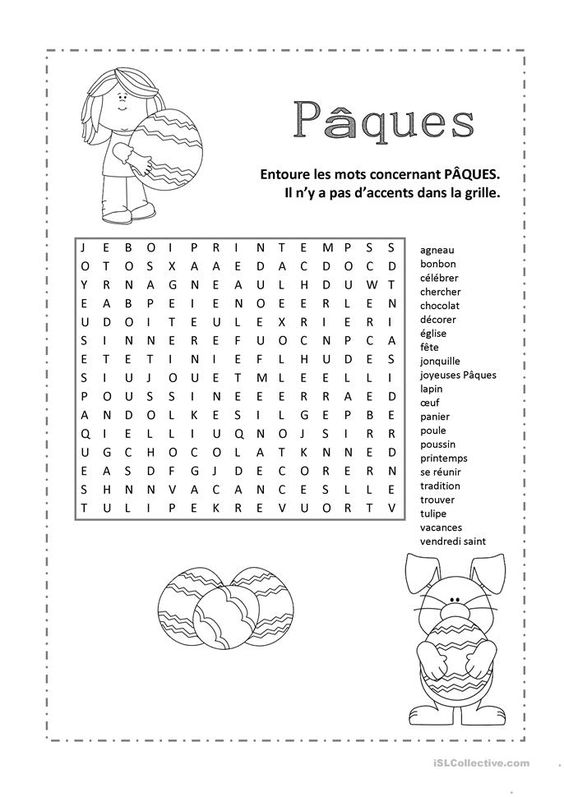 Pâques
Entoure les mots concernant PÂQUES.
Il n'y a pas d'accents dans la grille.
J E B O I P R I N T E M P S S
O T O S X A A E D A C D O C D
Y R N A G N E A U L H D U W T
E A B P E I E N O E E R L E N
U D O I T E U L E X R I E R I
S I N N E R E F U O C N P C A
E T E T I N I E F L H U D E S
S I U J O U E T M L E E L L I
P O U S S I N E E E R R A E D
A N D O L K E S I L G E P B E
Q I E L L I U Q N O J S I R R
U G C H O C O L A T K N N E D
E A S D F G J D E C O R E R N
S H N N V A C A N C E S L L E
T U L I P E K R E V U O R T V
agneau
bonbon
célébrer
chercher
chocolat
décorer
église
fête
jonquille
joyeuses Pâques
lapin
œuf
panier
poule
poussin
printemps
se réunir
tradition
trouver
tulipe
vacances
vendredi saint
iSLCollective.com